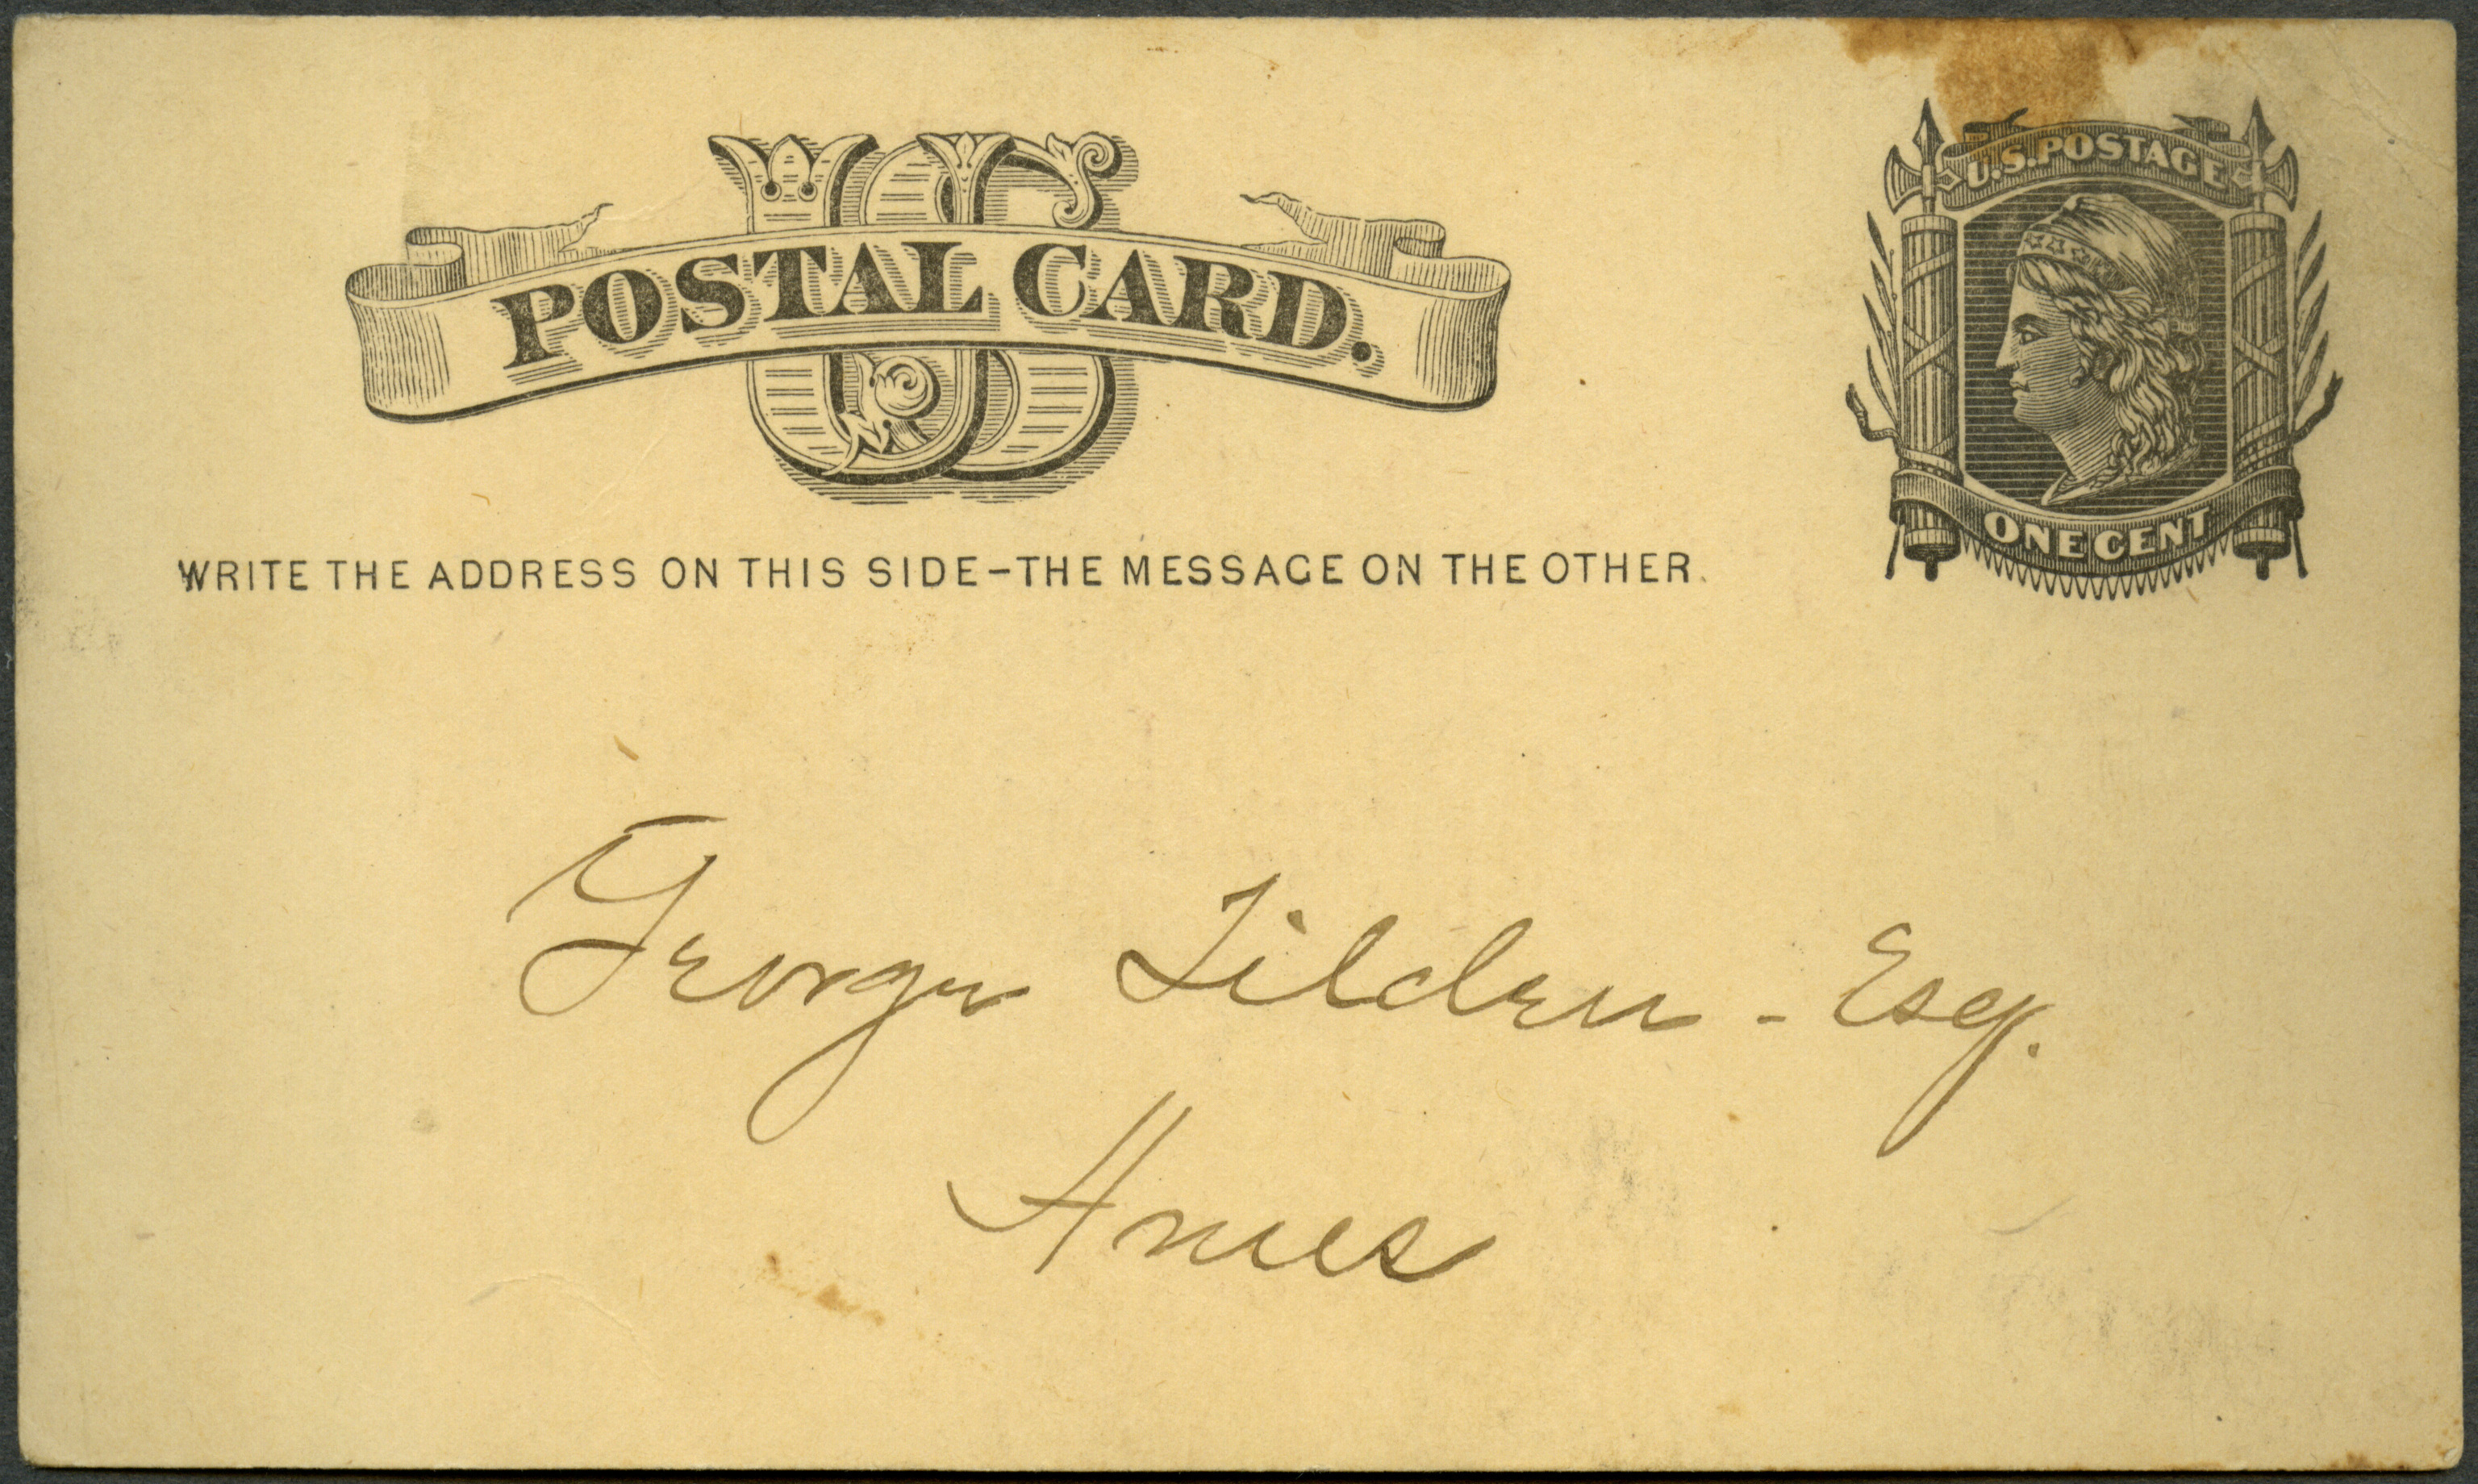 US
POSTAL CARD.
U.S. POSTAGE
ONE CENT
WRITE THE ADDRESS ON THIS SIDE-THE MESSAGE ON THE OTHER.
George Tilden - Esq.
Ames